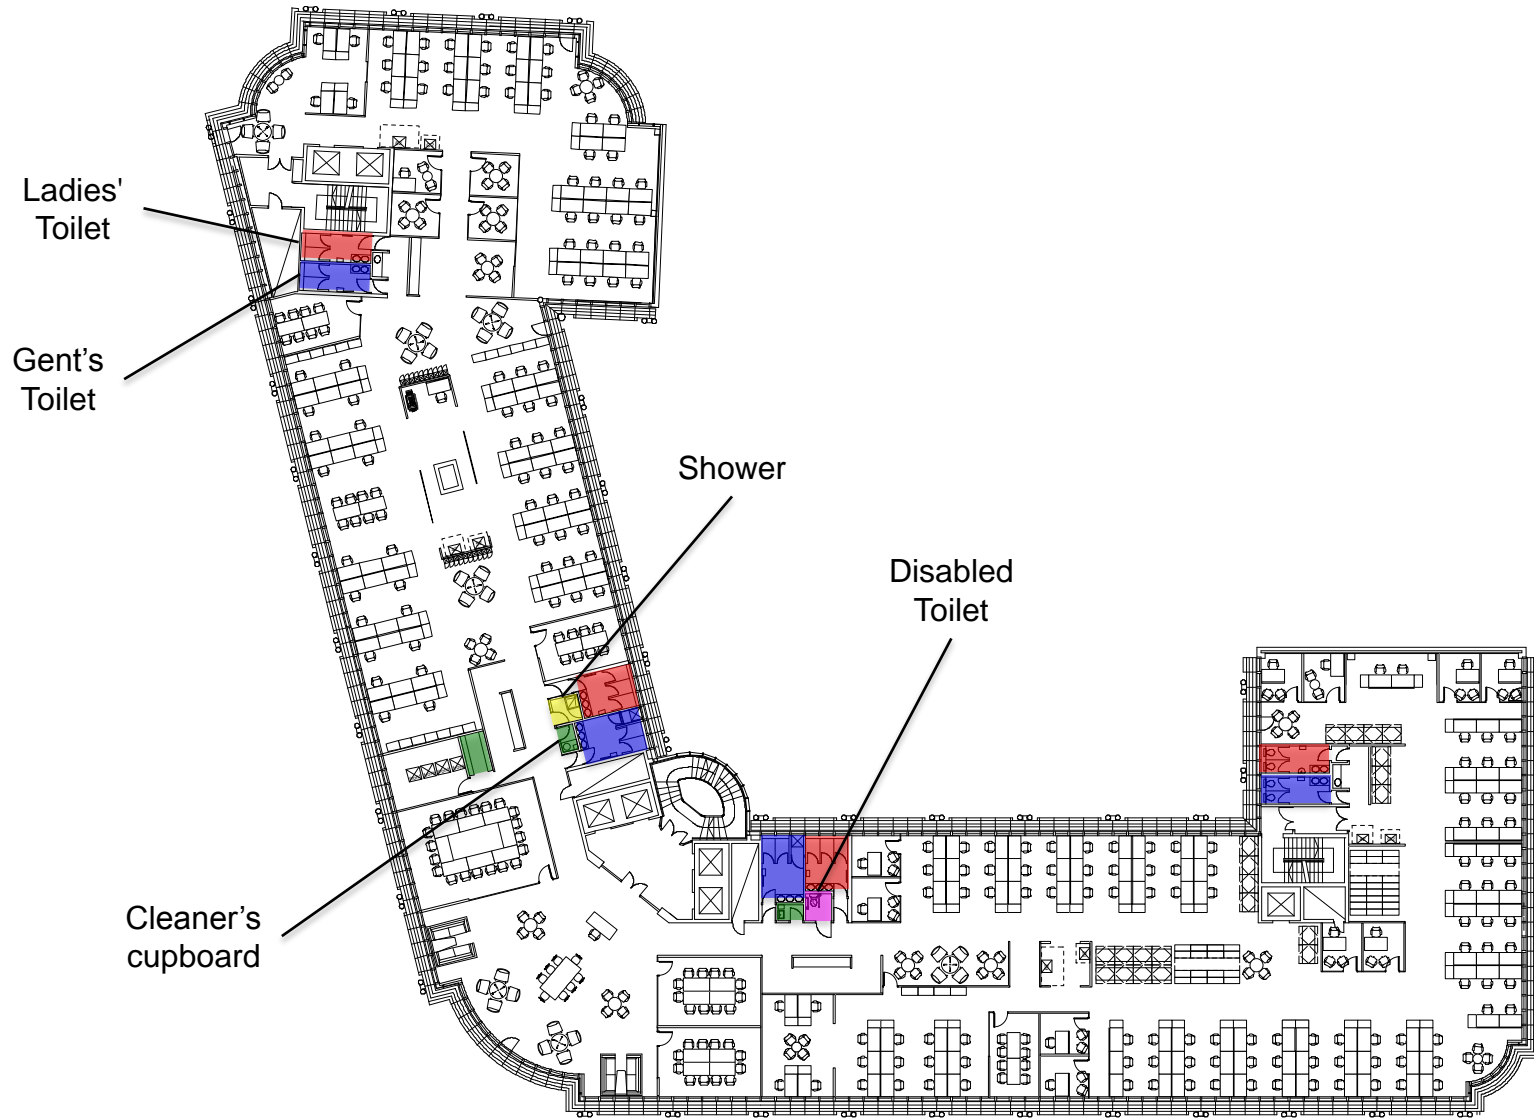 Ladies'
Toilet
Gent’s
Toilet
Shower
Disabled
Toilet
Cleaner’s
cupboard